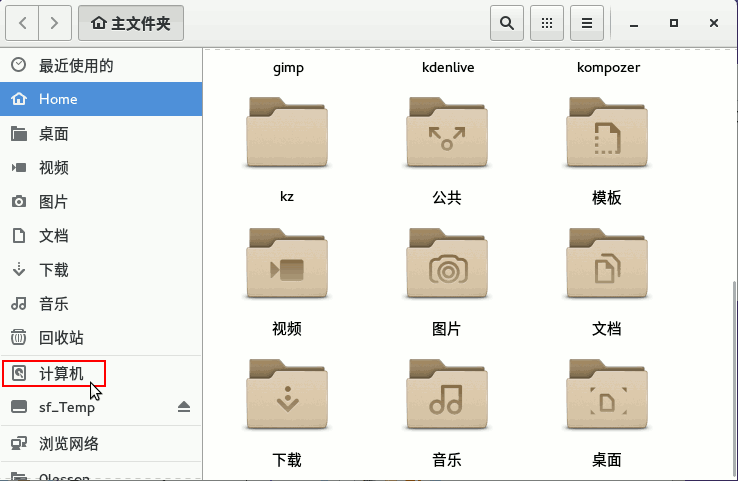 主文件夹
最近使用的
Home
桌面
视频
图片
文档
下载
音乐
回收站
计算机
sf_Temp
浏览网络
0lesson
gimp kdenlive kompozer
kz 公共 模板
视频 图片 文档
下载 音乐 桌面